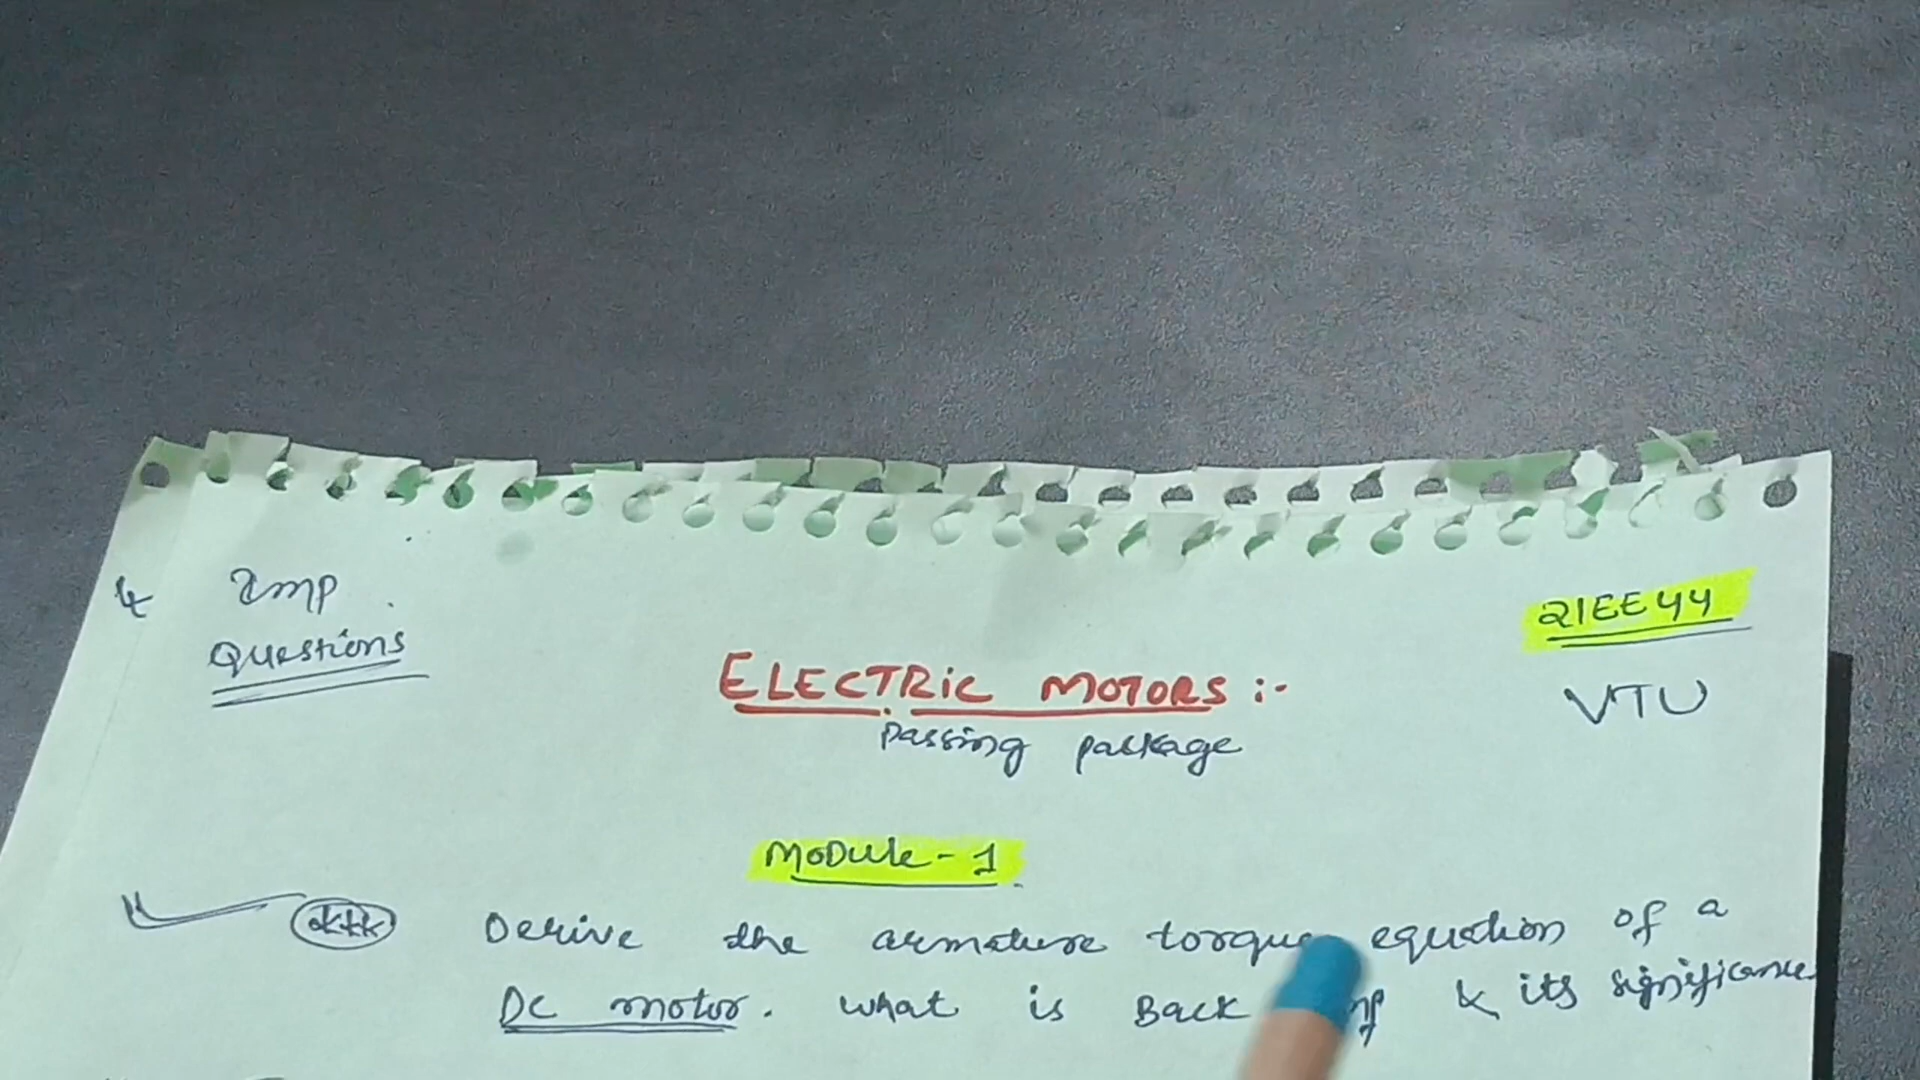 Imp
Questions
21EE44
VTU
ELECTRIC MOTORS :-
passing package
MODULE - 1
Derive the armature torque equation of a
DC motor. what is Back & its significance